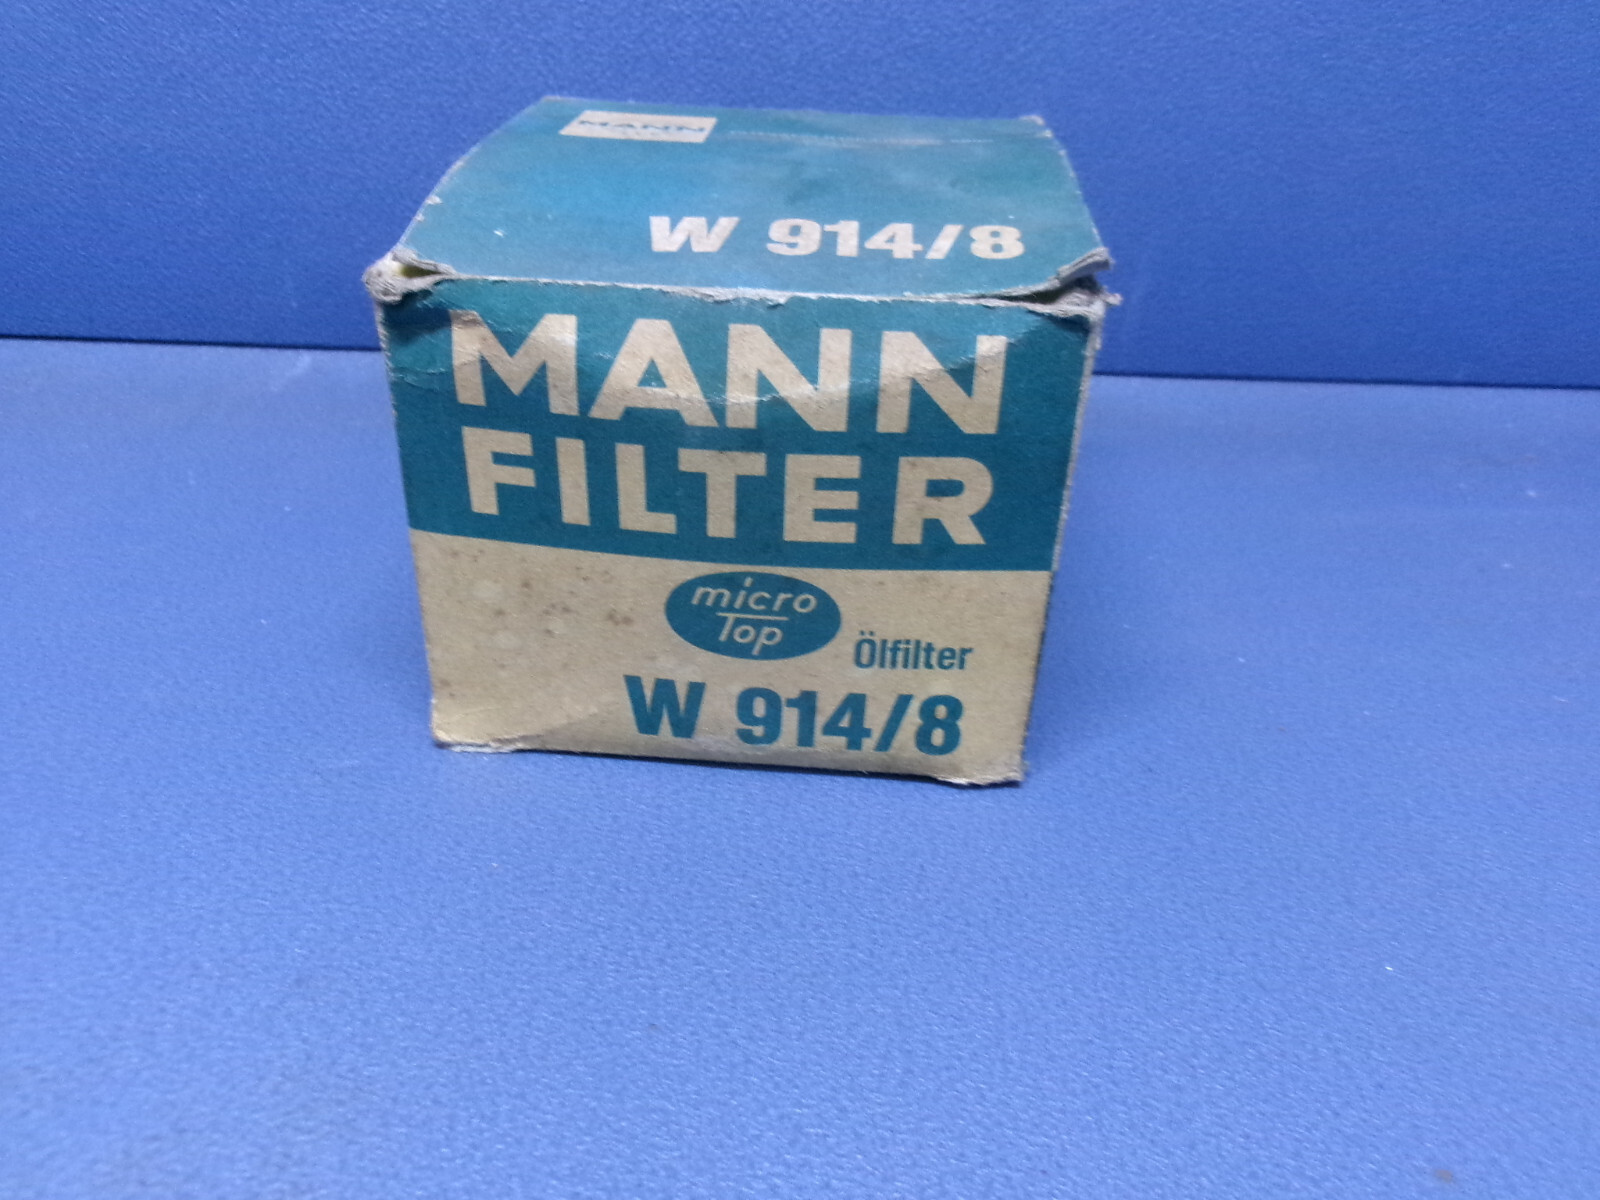 MANN
W 914/8
MANN
FILTER
micro
Top
Ölfilter
W 914/8